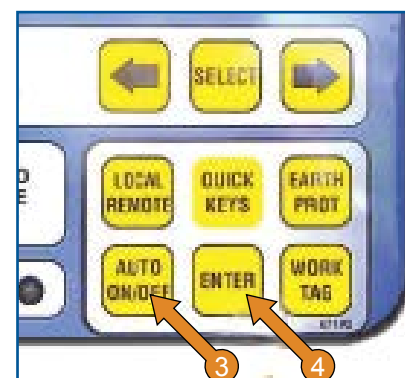 SELECT
LOCAL
REMOTE
QUICK
KEYS
EARTH
PROT
AUTO
ON/OFF
ENTER
WORK
TAG
3
4